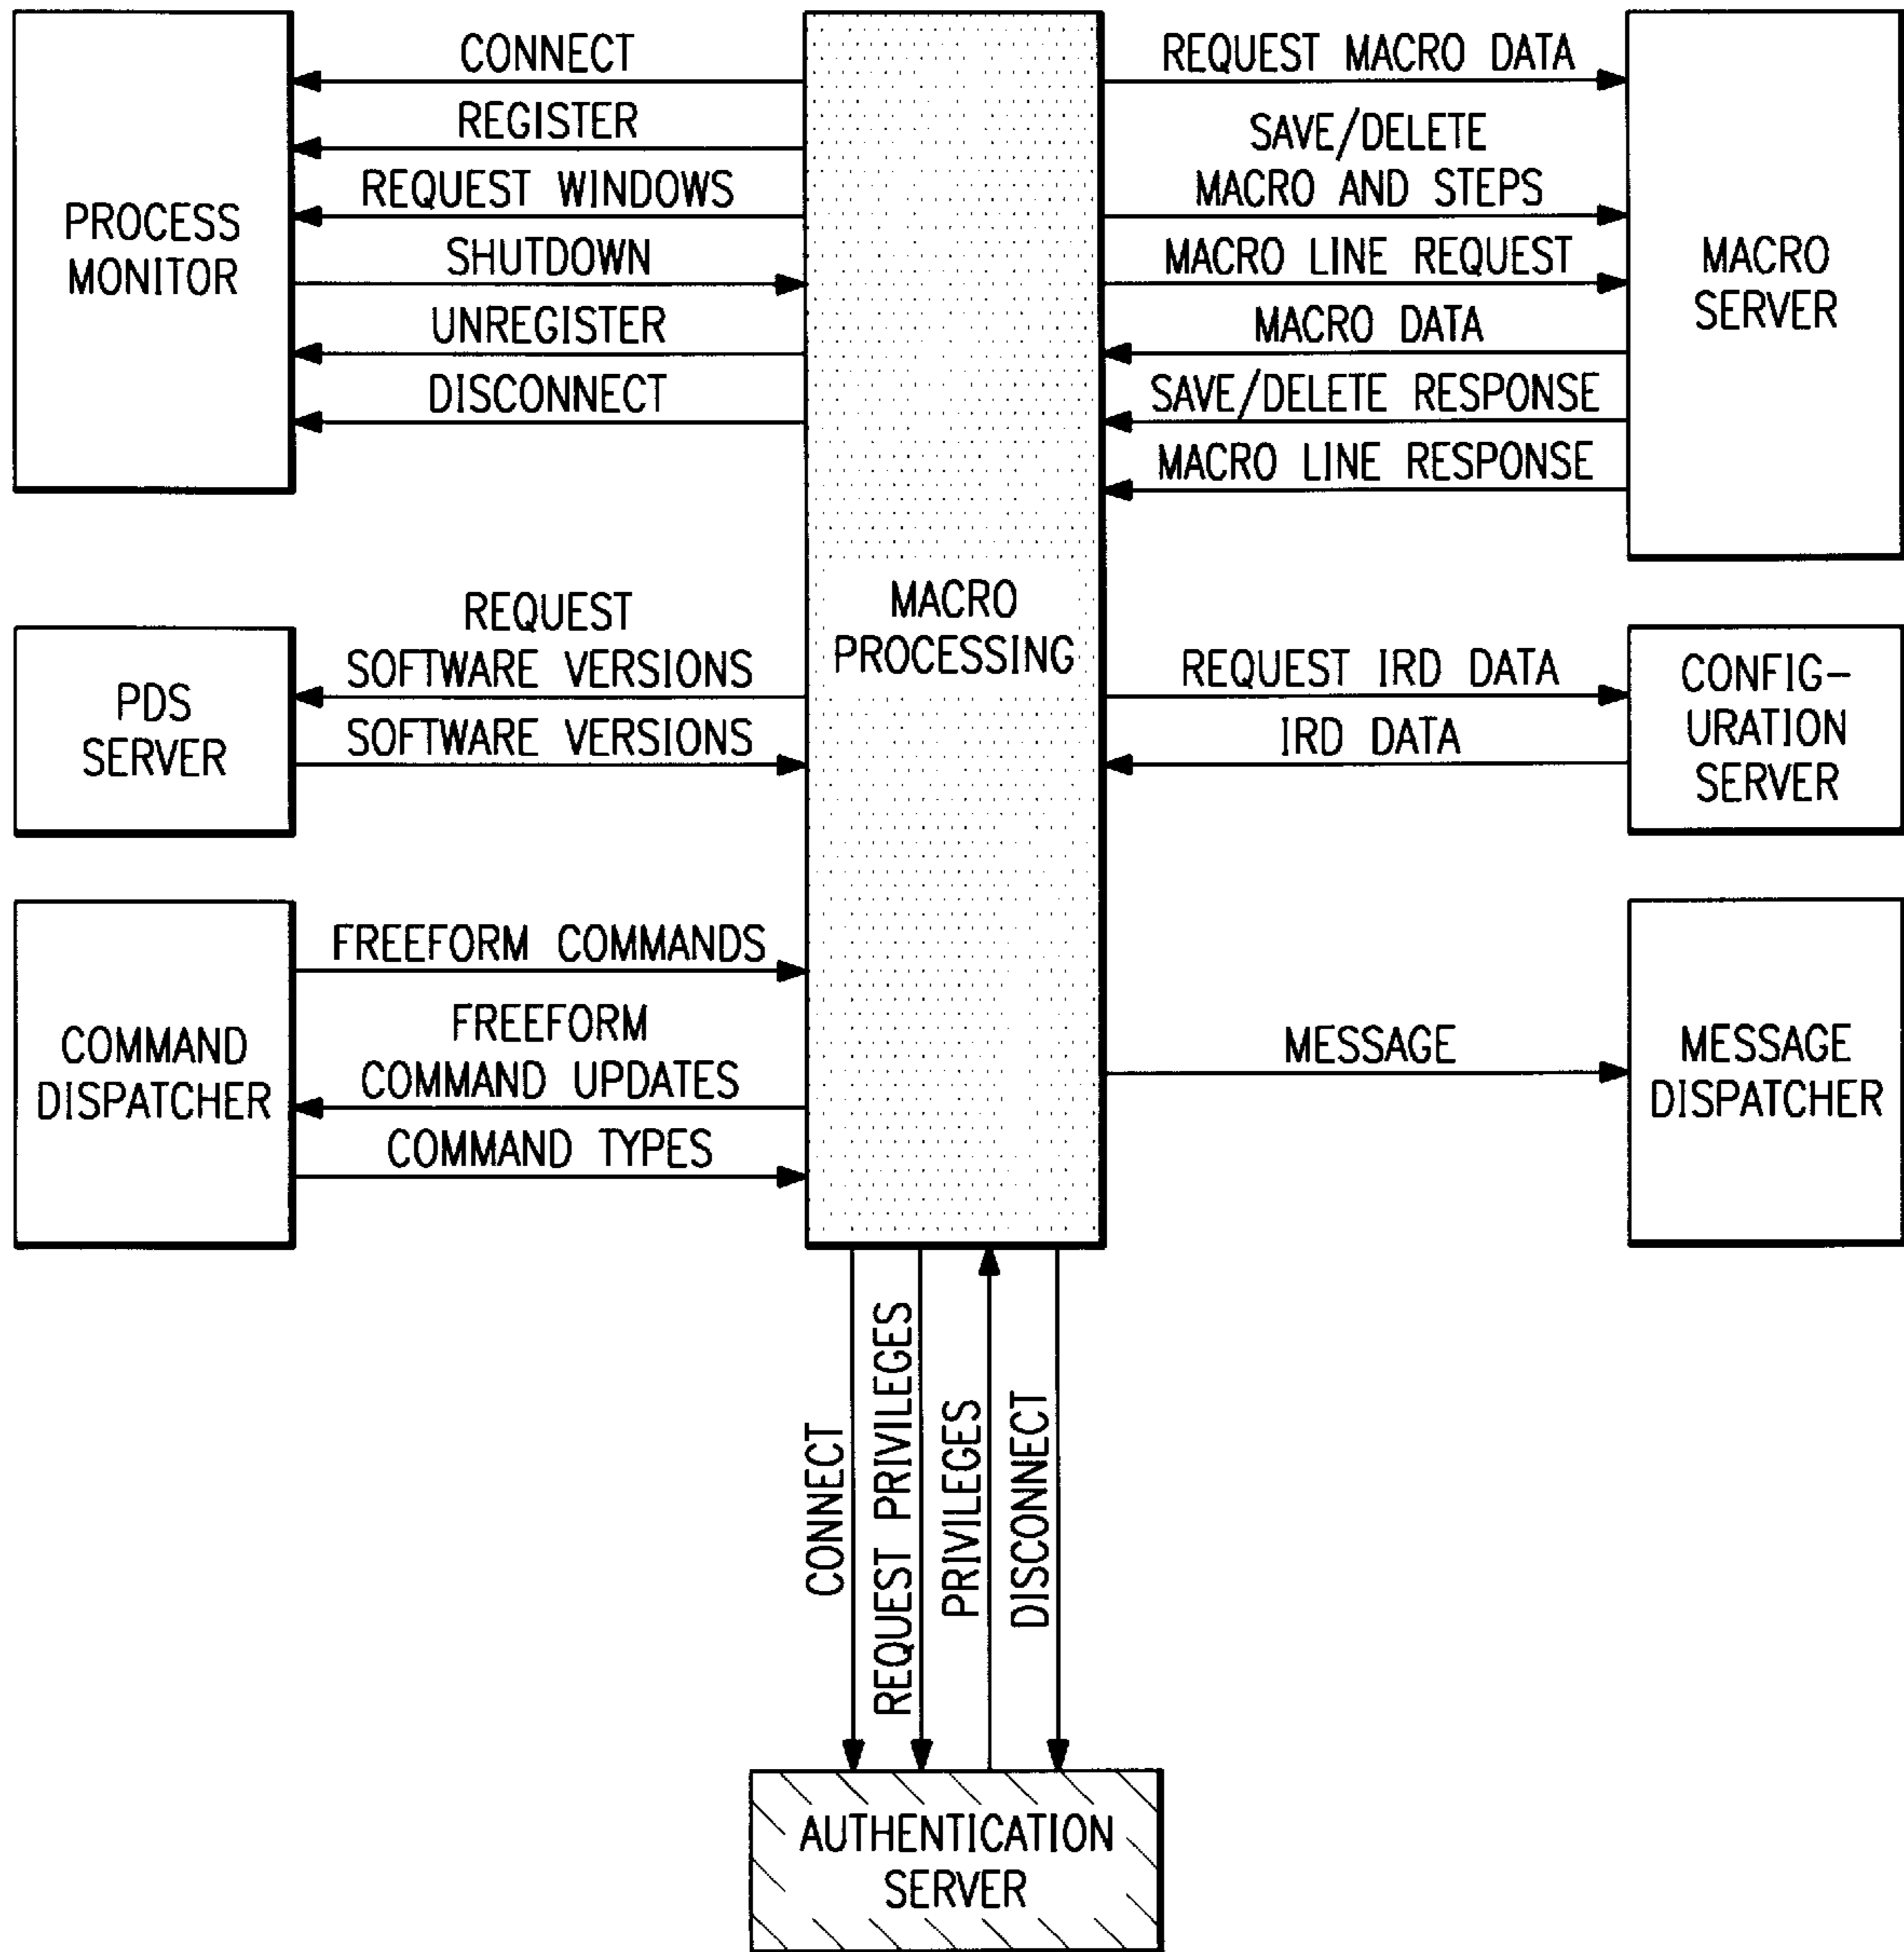 PROCESS
MONITOR
CONNECT
REGISTER
REQUEST WINDOWS
SHUTDOWN
UNREGISTER
DISCONNECT
MACRO
PROCESSING
REQUEST MACRO DATA
SAVE/DELETE
MACRO AND STEPS
MACRO LINE REQUEST
MACRO DATA
SAVE/DELETE RESPONSE
MACRO LINE RESPONSE
MACRO
SERVER
PDS
SERVER
REQUEST
SOFTWARE VERSIONS
SOFTWARE VERSIONS
REQUEST IRD DATA
IRD DATA
CONFIG-
URATION
SERVER
COMMAND
DISPATCHER
FREEFORM COMMANDS
FREEFORM
COMMAND UPDATES
COMMAND TYPES
MESSAGE
MESSAGE
DISPATCHER
CONNECT
REQUEST PRIVILEGES
PRIVILEGES
DISCONNECT
AUTHENTICATION
SERVER